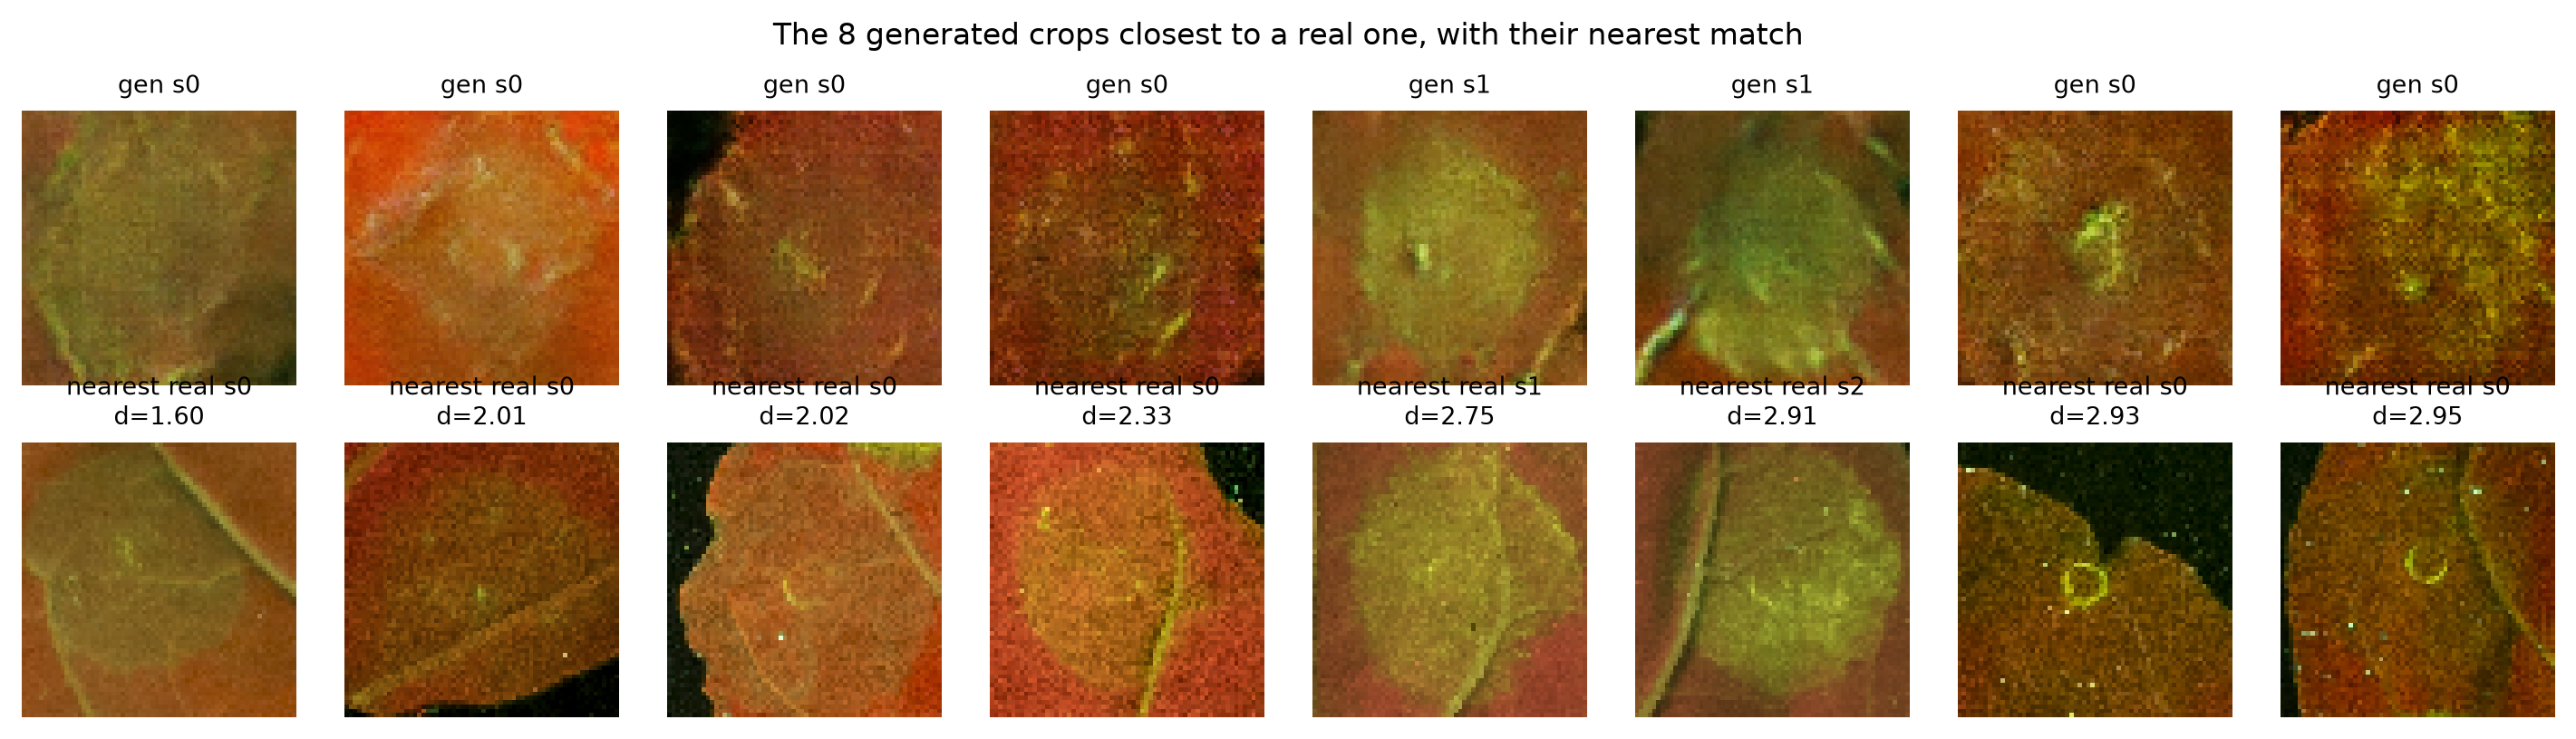 The 8 generated crops closest to a real one, with their nearest match
gen s0
gen s0
gen s0
gen s0
gen s1
gen s1
gen s0
gen s0
nearest real s0
d=1.60
nearest real s0
d=2.01
nearest real s0
d=2.02
nearest real s0
d=2.33
nearest real s1
d=2.75
nearest real s2
d=2.91
nearest real s0
d=2.93
nearest real s0
d=2.95